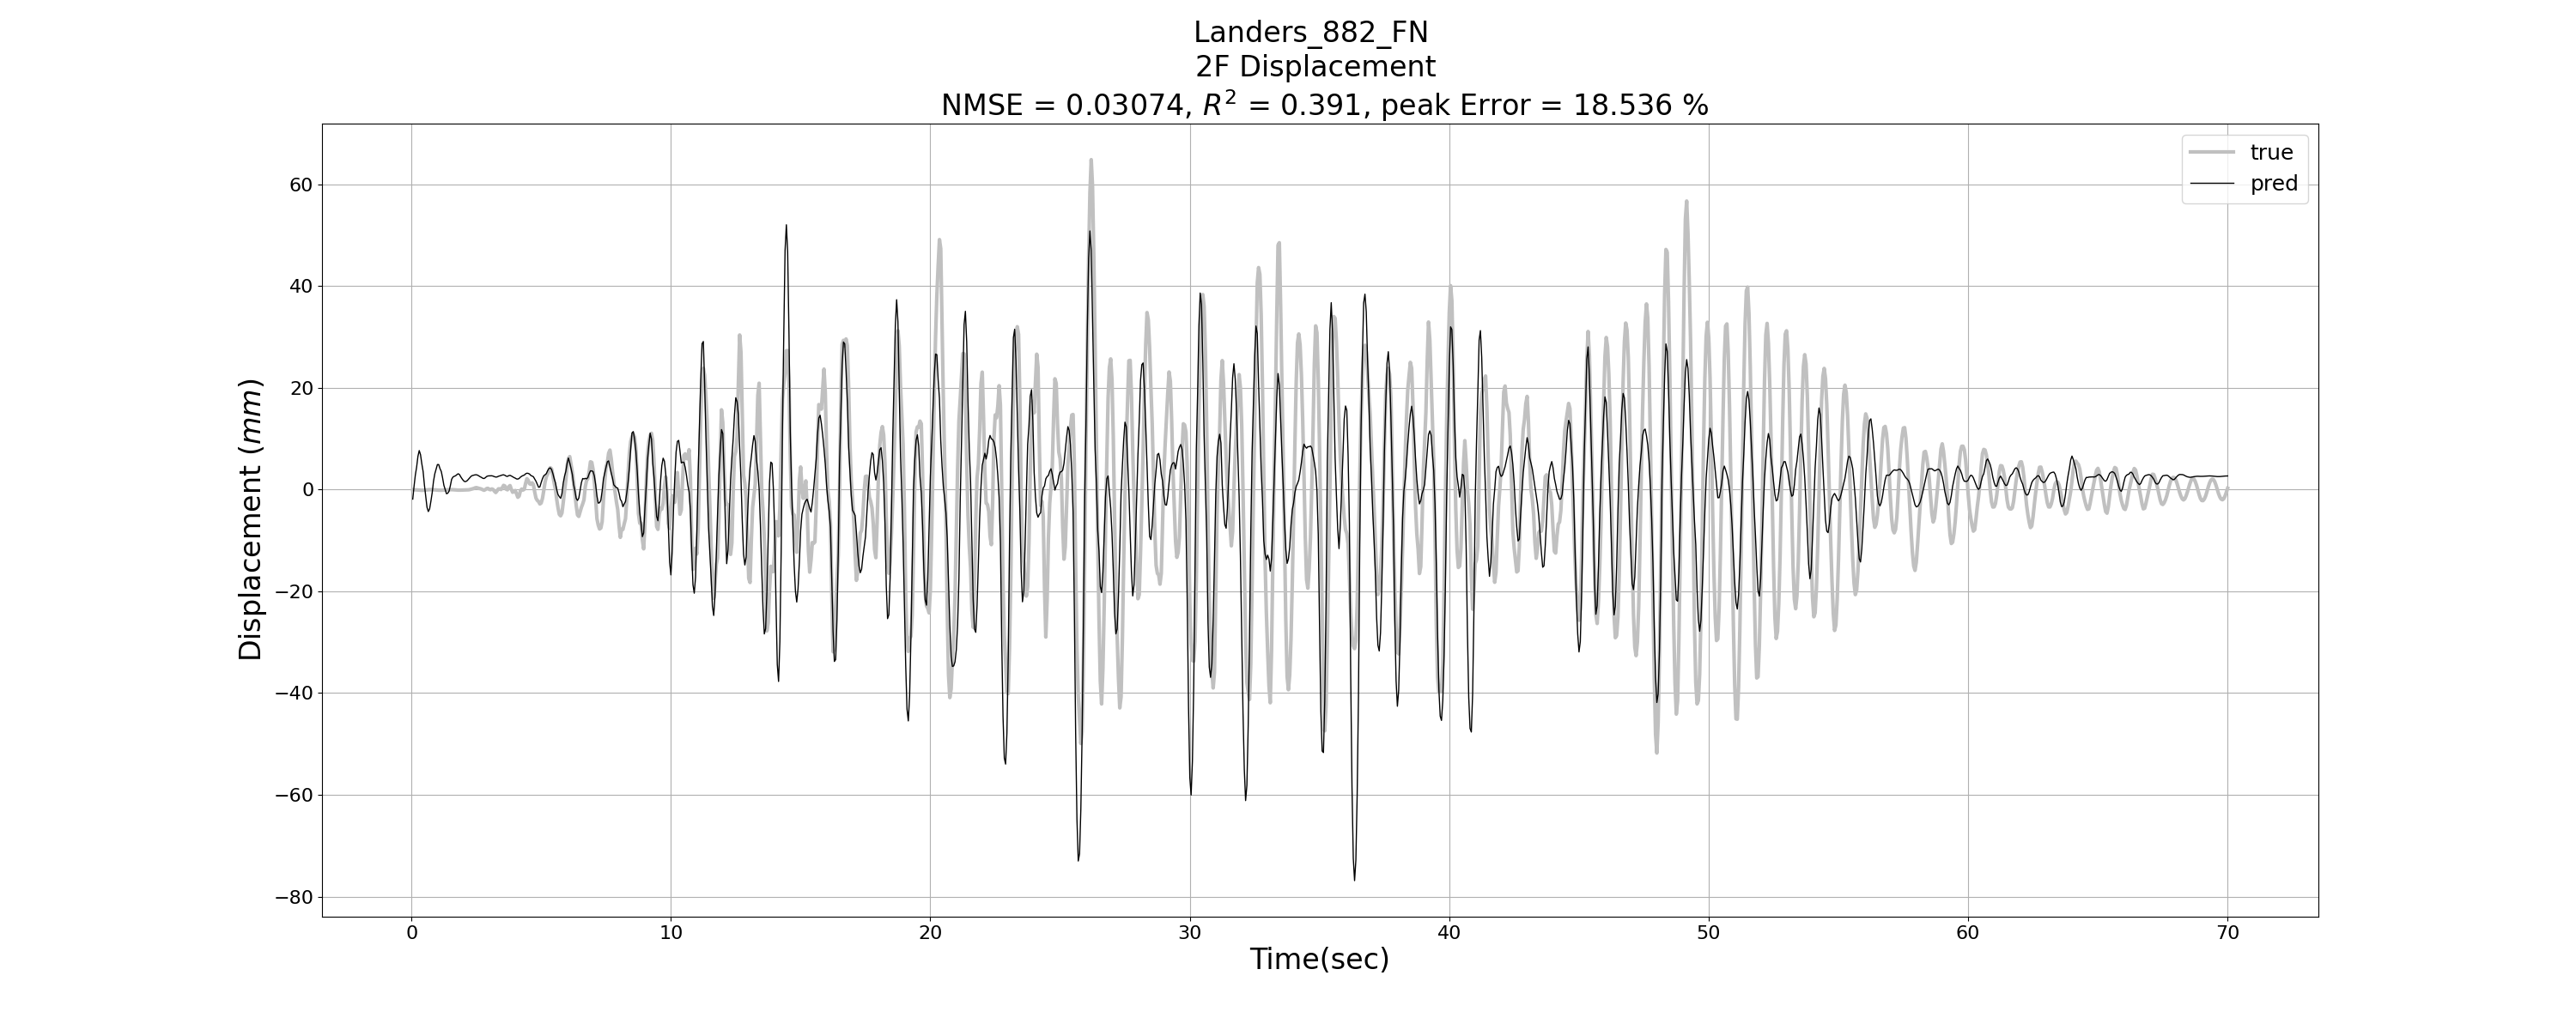 Landers_882_FN
2F Displacement
NMSE = 0.03074, R² = 0.391, peak Error = 18.536 %
true
pred
Displacement (mm)
60
40
20
0
−20
−40
−60
−80
0 10 20 30 40 50 60 70
Time(sec)